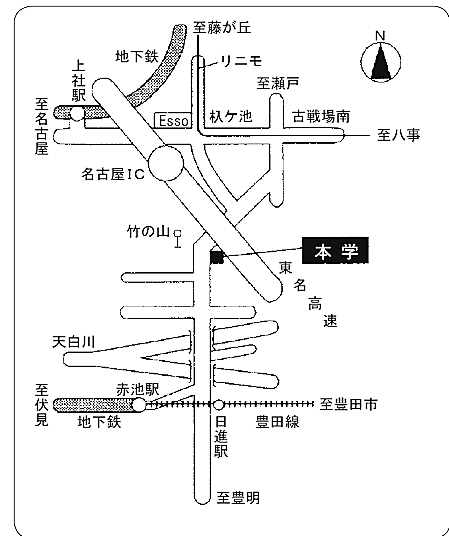 至藤が丘
地下鉄
リニモ
N
上社駅
至瀬戸
至名古屋
Esso
杁ケ池
古戦場南
至八事
名古屋IC
竹の山
本学
東名高速
天白川
至伏見
赤池駅
地下鉄
日進駅
豊田線
至豊田市
至豊明